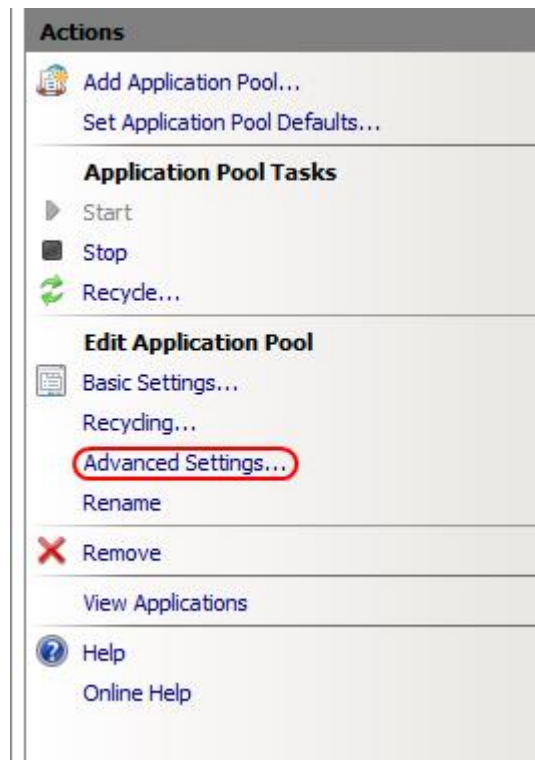 Actions
Add Application Pool...
Set Application Pool Defaults...
Application Pool Tasks
Start
Stop
Recycle...
Edit Application Pool
Basic Settings...
Recycling...
Advanced Settings...
Rename
Remove
View Applications
Help
Online Help